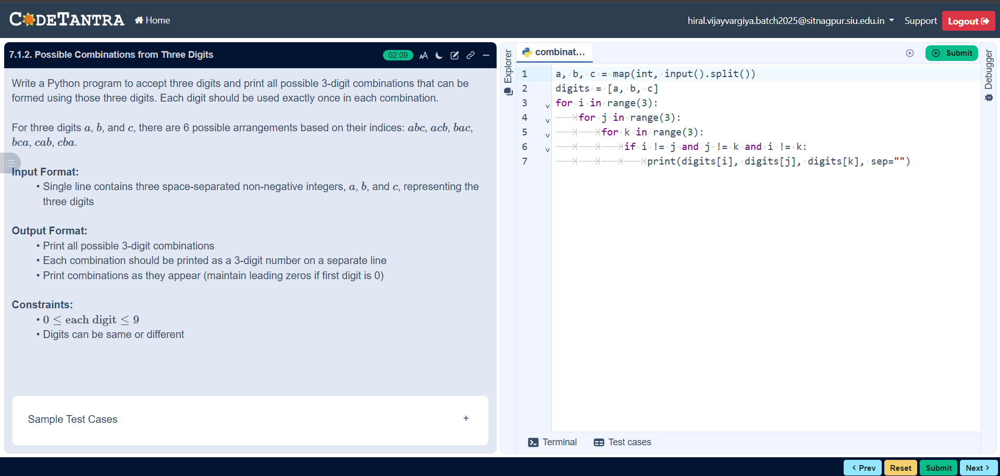 CODETANTRA Home
hiral.vijayvargiya.batch2025@sitnagpur.siu.edu.in Support Logout
7.1.2. Possible Combinations from Three Digits 02:09
Write a Python program to accept three digits and print all possible 3-digit combinations that can be
formed using those three digits. Each digit should be used exactly once in each combination.
For three digits a, b, and c, there are 6 possible arrangements based on their indices: abc, acb, bac,
bca, cab, cba.
Input Format:
• Single line contains three space-separated non-negative integers, a, b, and c, representing the
three digits
Output Format:
• Print all possible 3-digit combinations
• Each combination should be printed as a 3-digit number on a separate line
• Print combinations as they appear (maintain leading zeros if first digit is 0)
Constraints:
• 0 ≤ each digit ≤ 9
• Digits can be same or different
Sample Test Cases +
Explorer
combinat...
Submit
Debugger
1 a, b, c = map(int, input().split())
2 digits = [a, b, c]
3 for i in range(3):
4 for j in range(3):
5 for k in range(3):
6 if i != j and j != k and i != k:
7 print(digits[i], digits[j], digits[k], sep="")
Terminal Test cases
< Prev Reset Submit Next >